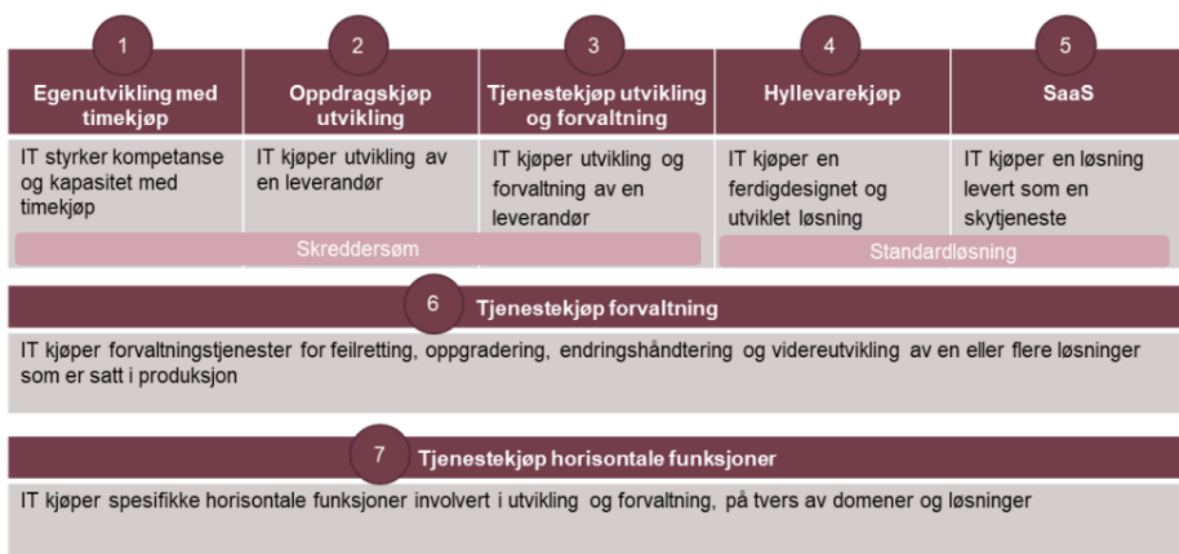 1
Egenutvikling med
timekjøp
IT styrker kompetanse
og kapasitet med
timekjøp
2
Oppdragskjøp
utvikling
IT kjøper utvikling av
en leverandør
3
Tjenestekjøp utvikling
og forvaltning
IT kjøper utvikling og
forvaltning av en
leverandør
Skreddersøm
4
Hyllevarekjøp
IT kjøper en
ferdigdesignet og
utviklet løsning
5
SaaS
IT kjøper en løsning
levert som en
skytjeneste
Standardløsning
6
Tjenestekjøp forvaltning
IT kjøper forvaltningstjenester for feilretting, oppgradering, endringshåndtering og videreutvikling av en eller flere løsninger
som er satt i produksjon
7
Tjenestekjøp horisontale funksjoner
IT kjøper spesifikke horisontale funksjoner involvert i utvikling og forvaltning, på tvers av domener og løsninger